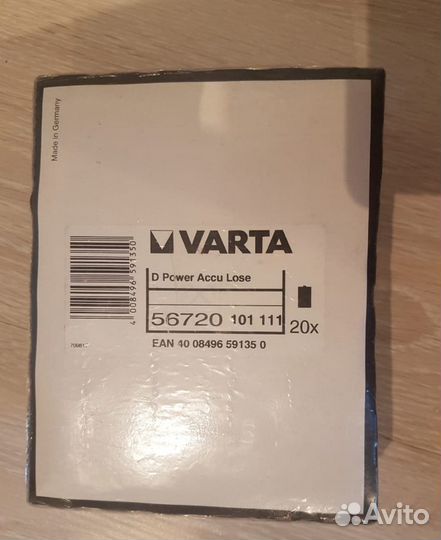 Made in Germany
VARTA
D Power Accu Lose
56720 101 111
20x
4 008496 591350
EAN 40 08496 59135 0
Avito